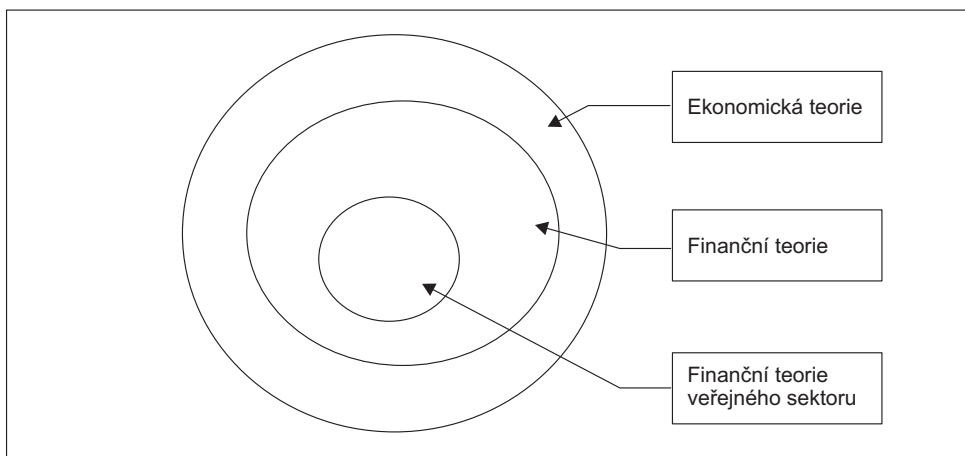 Ekonomická teorie
Finanční teorie
Finanční teorie
veřejného sektoru